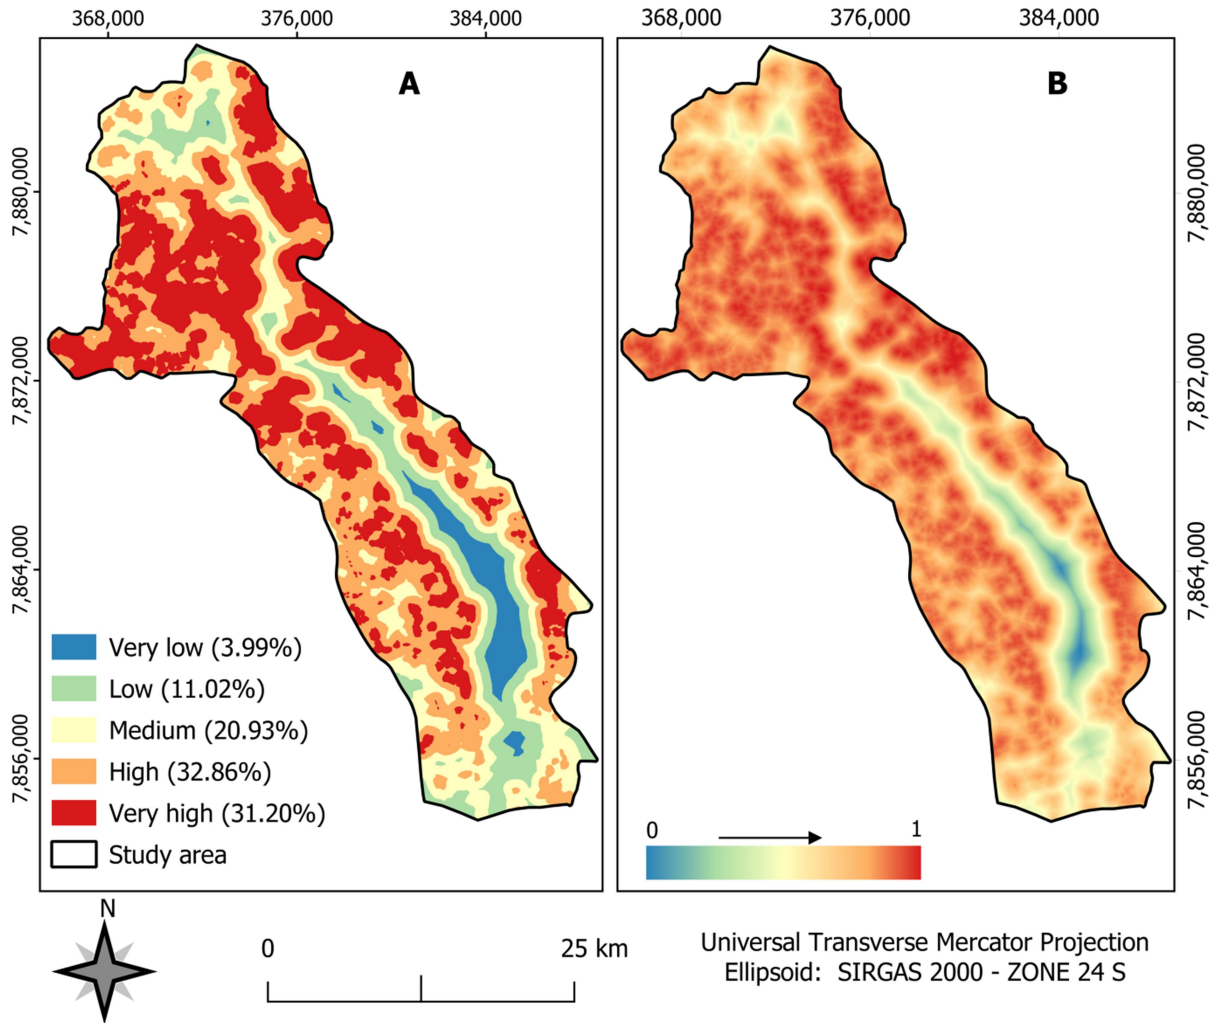 368,000 376,000 384,000 368,000 376,000 384,000
A B
7,880,000 7,880,000
7,872,000 7,872,000
7,864,000 7,864,000
7,856,000 7,856,000
Very low (3.99%)
Low (11.02%)
Medium (20.93%)
High (32.86%)
Very high (31.20%)
Study area
0 1
N
0 25 km
Universal Transverse Mercator Projection
Ellipsoid: SIRGAS 2000 - ZONE 24 S